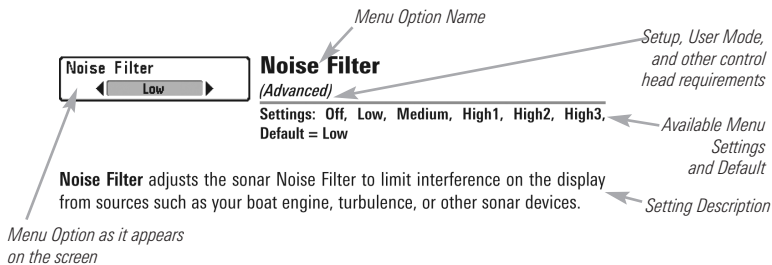 Menu Option Name
Setup, User Mode,
and other control
head requirements
Noise Filter
Low
Noise Filter
(Advanced)
Settings: Off, Low, Medium, High1, High2, High3,
Default = Low
Available Menu
Settings
and Default
Noise Filter adjusts the sonar Noise Filter to limit interference on the display
from sources such as your boat engine, turbulence, or other sonar devices.
Setting Description
Menu Option as it appears
on the screen